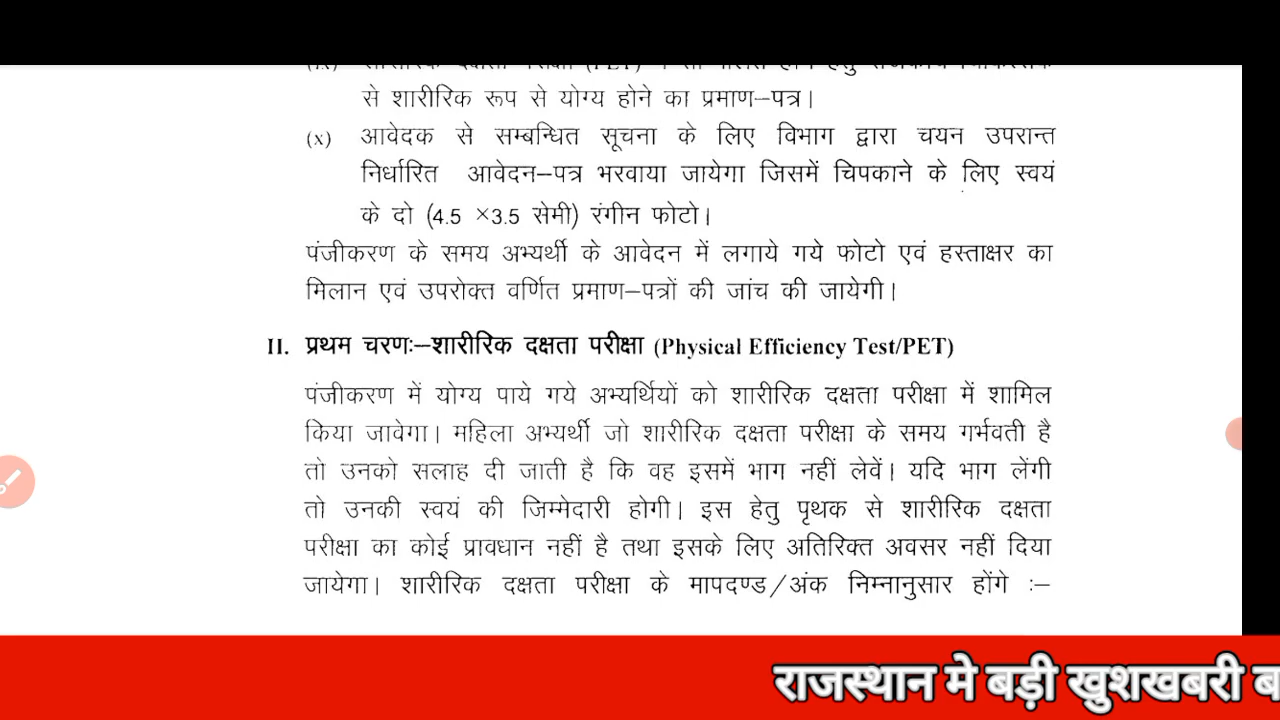 से शारीरिक रूप से योग्य होने का प्रमाण–पत्र।
(x) आवेदक से सम्बन्धित सूचना के लिए विभाग द्वारा चयन उपरान्त
निर्धारित आवेदन–पत्र भरवाया जायेगा जिसमें चिपकाने के लिए स्वयं
के दो (4.5 ×3.5 सेमी) रंगीन फोटो।
पंजीकरण के समय अभ्यर्थी के आवेदन में लगाये गये फोटो एवं हस्ताक्षर का
मिलान एवं उपरोक्त वर्णित प्रमाण–पत्रों की जांच की जायेगी।
II. प्रथम चरणः–शारीरिक दक्षता परीक्षा (Physical Efficiency Test/PET)
पंजीकरण में योग्य पाये गये अभ्यर्थियों को शारीरिक दक्षता परीक्षा में शामिल
किया जावेगा। महिला अभ्यर्थी जो शारीरिक दक्षता परीक्षा के समय गर्भवती है
तो उनको सलाह दी जाती है कि वह इसमें भाग नहीं लेवें। यदि भाग लेंगी
तो उनकी स्वयं की जिम्मेदारी होगी। इस हेतु पृथक से शारीरिक दक्षता
परीक्षा का कोई प्रावधान नहीं है तथा इसके लिए अतिरिक्त अवसर नहीं दिया
जायेगा। शारीरिक दक्षता परीक्षा के मापदण्ड/अंक निम्नानुसार होंगे :–
राजस्थान मे बड़ी खुशखबरी